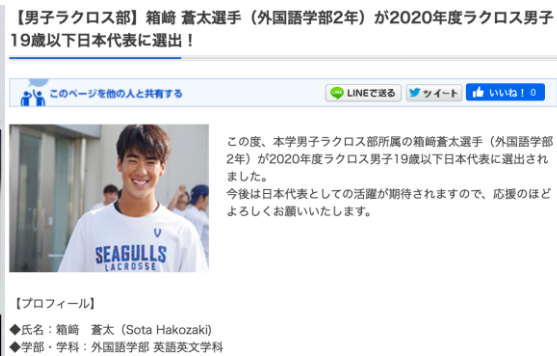 【男子ラクロス部】箱﨑 蒼太選手（外国語学部2年）が2020年度ラクロス男子
19歳以下日本代表に選出！
このページを他の人と共有する
LINEで送る
ツイート
いいね！ 0
この度、本学男子ラクロス部所属の箱﨑蒼太選手（外国語学部
2年）が2020年度ラクロス男子19歳以下日本代表に選出され
ました。
今後は日本代表としての活躍が期待されますので、応援のほど
よろしくお願いいたします。
SEAGULLS
LACROSSE
【プロフィール】
◆氏名：箱﨑　蒼太（Sota Hakozaki)
◆学部・学科：外国語学部 英語英文学科